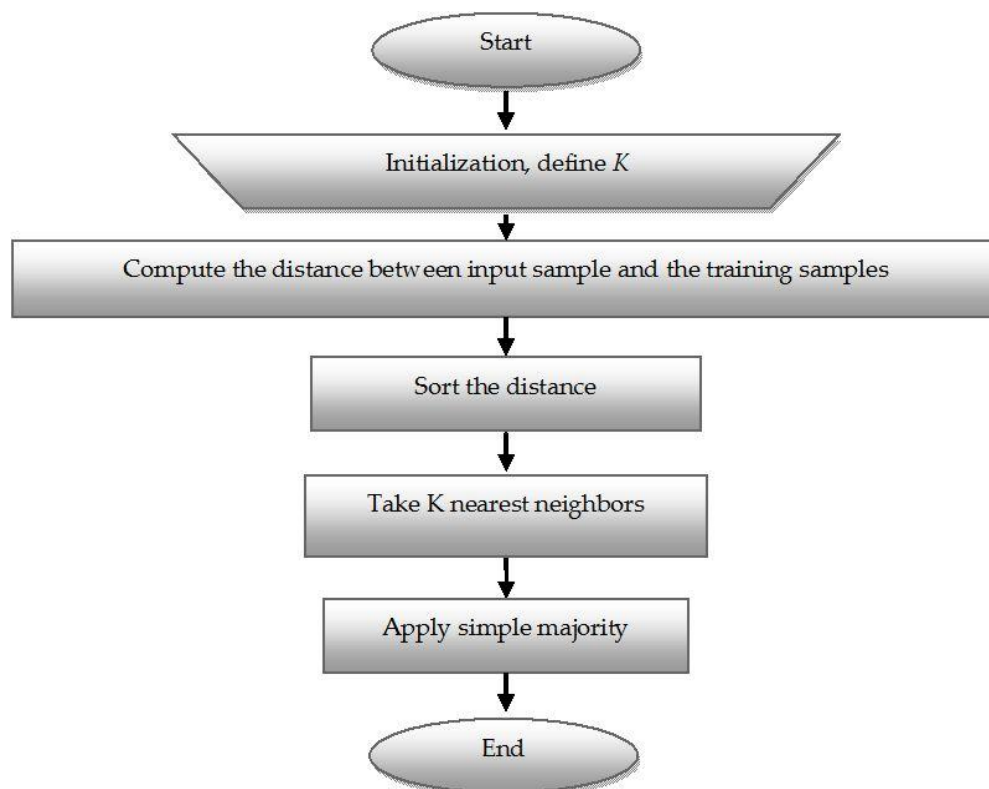 Start
Initialization, define K
Compute the distance between input sample and the training samples
Sort the distance
Take K nearest neighbors
Apply simple majority
End